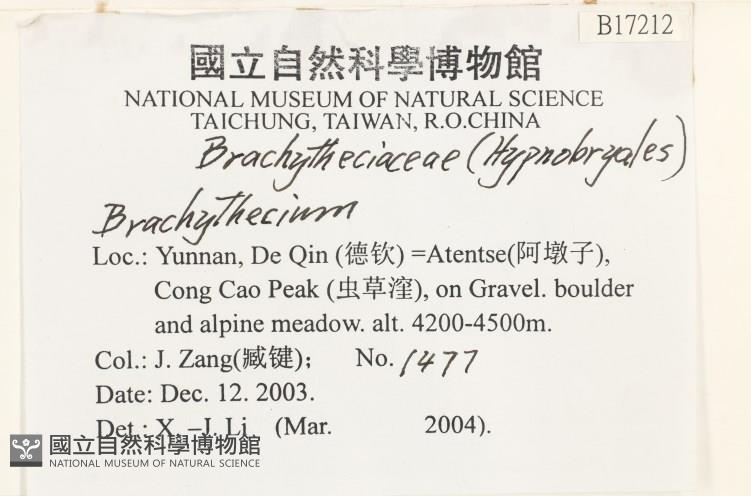 B17212
國立自然科學博物館
NATIONAL MUSEUM OF NATURAL SCIENCE
TAICHUNG, TAIWAN, R.O.CHINA
Brachytheciaceae (Hypnobryales)
Brachythecium
Loc.: Yunnan, De Qin (德钦) =Atentse(阿墩子),
Cong Cao Peak (虫草漥), on Gravel. boulder
and alpine meadow. alt. 4200-4500m.
Col.: J. Zang(臧键); No. 1477
Date: Dec. 12. 2003.
Det.: X. –J. Li (Mar. 2004).
國立自然科學博物館
NATIONAL MUSEUM OF NATURAL SCIENCE